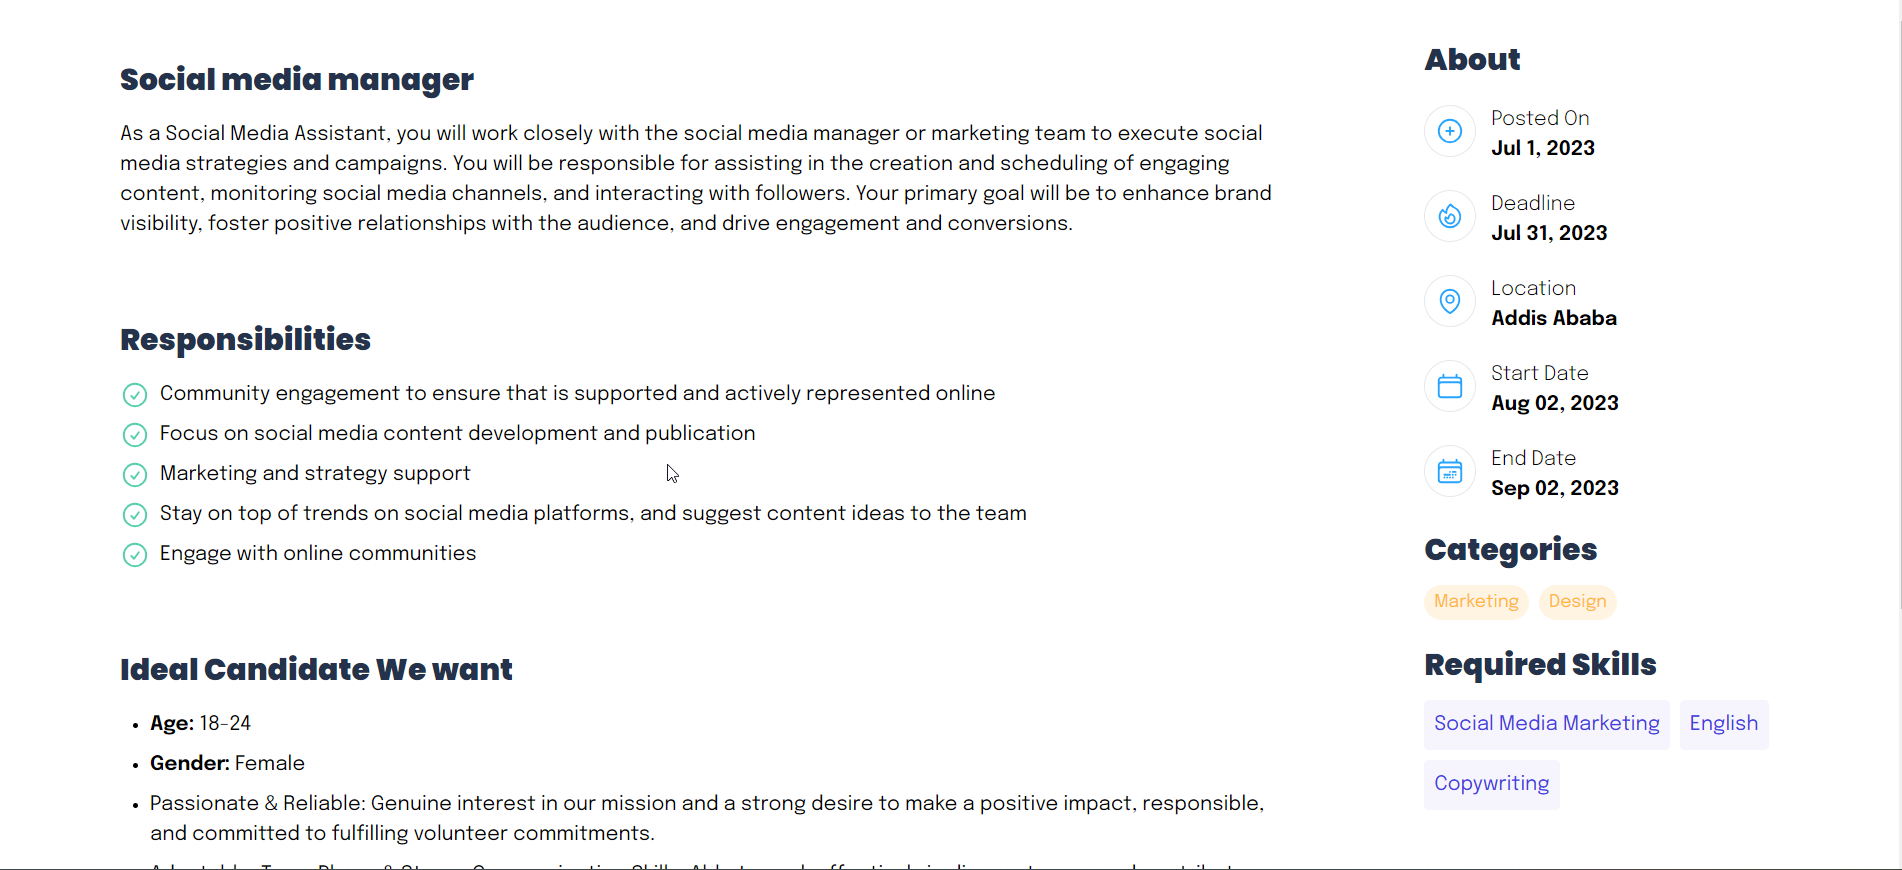 Social media manager
As a Social Media Assistant, you will work closely with the social media manager or marketing team to execute social
media strategies and campaigns. You will be responsible for assisting in the creation and scheduling of engaging
content, monitoring social media channels, and interacting with followers. Your primary goal will be to enhance brand
visibility, foster positive relationships with the audience, and drive engagement and conversions.
Responsibilities
Community engagement to ensure that is supported and actively represented online
Focus on social media content development and publication
Marketing and strategy support
Stay on top of trends on social media platforms, and suggest content ideas to the team
Engage with online communities
Ideal Candidate We want
Age: 18-24
Gender: Female
Passionate & Reliable: Genuine interest in our mission and a strong desire to make a positive impact, responsible,
and committed to fulfilling volunteer commitments.
About
Posted On
Jul 1, 2023
Deadline
Jul 31, 2023
Location
Addis Ababa
Start Date
Aug 02, 2023
End Date
Sep 02, 2023
Categories
Marketing Design
Required Skills
Social Media Marketing English
Copywriting